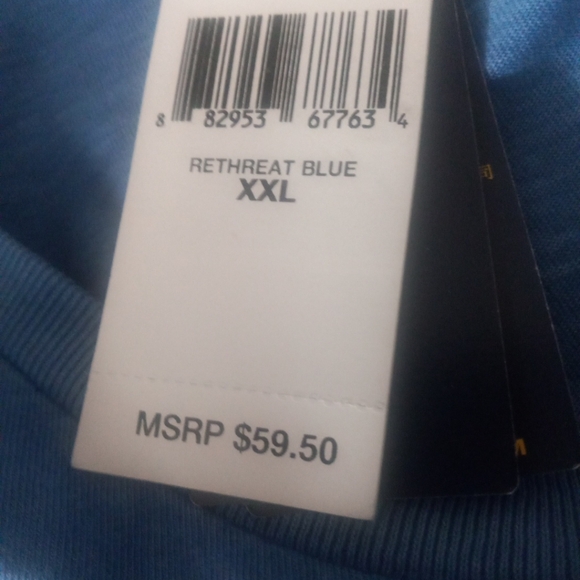 8 82953 67763 4
RETHREAT BLUE
XXL
MSRP $59.50